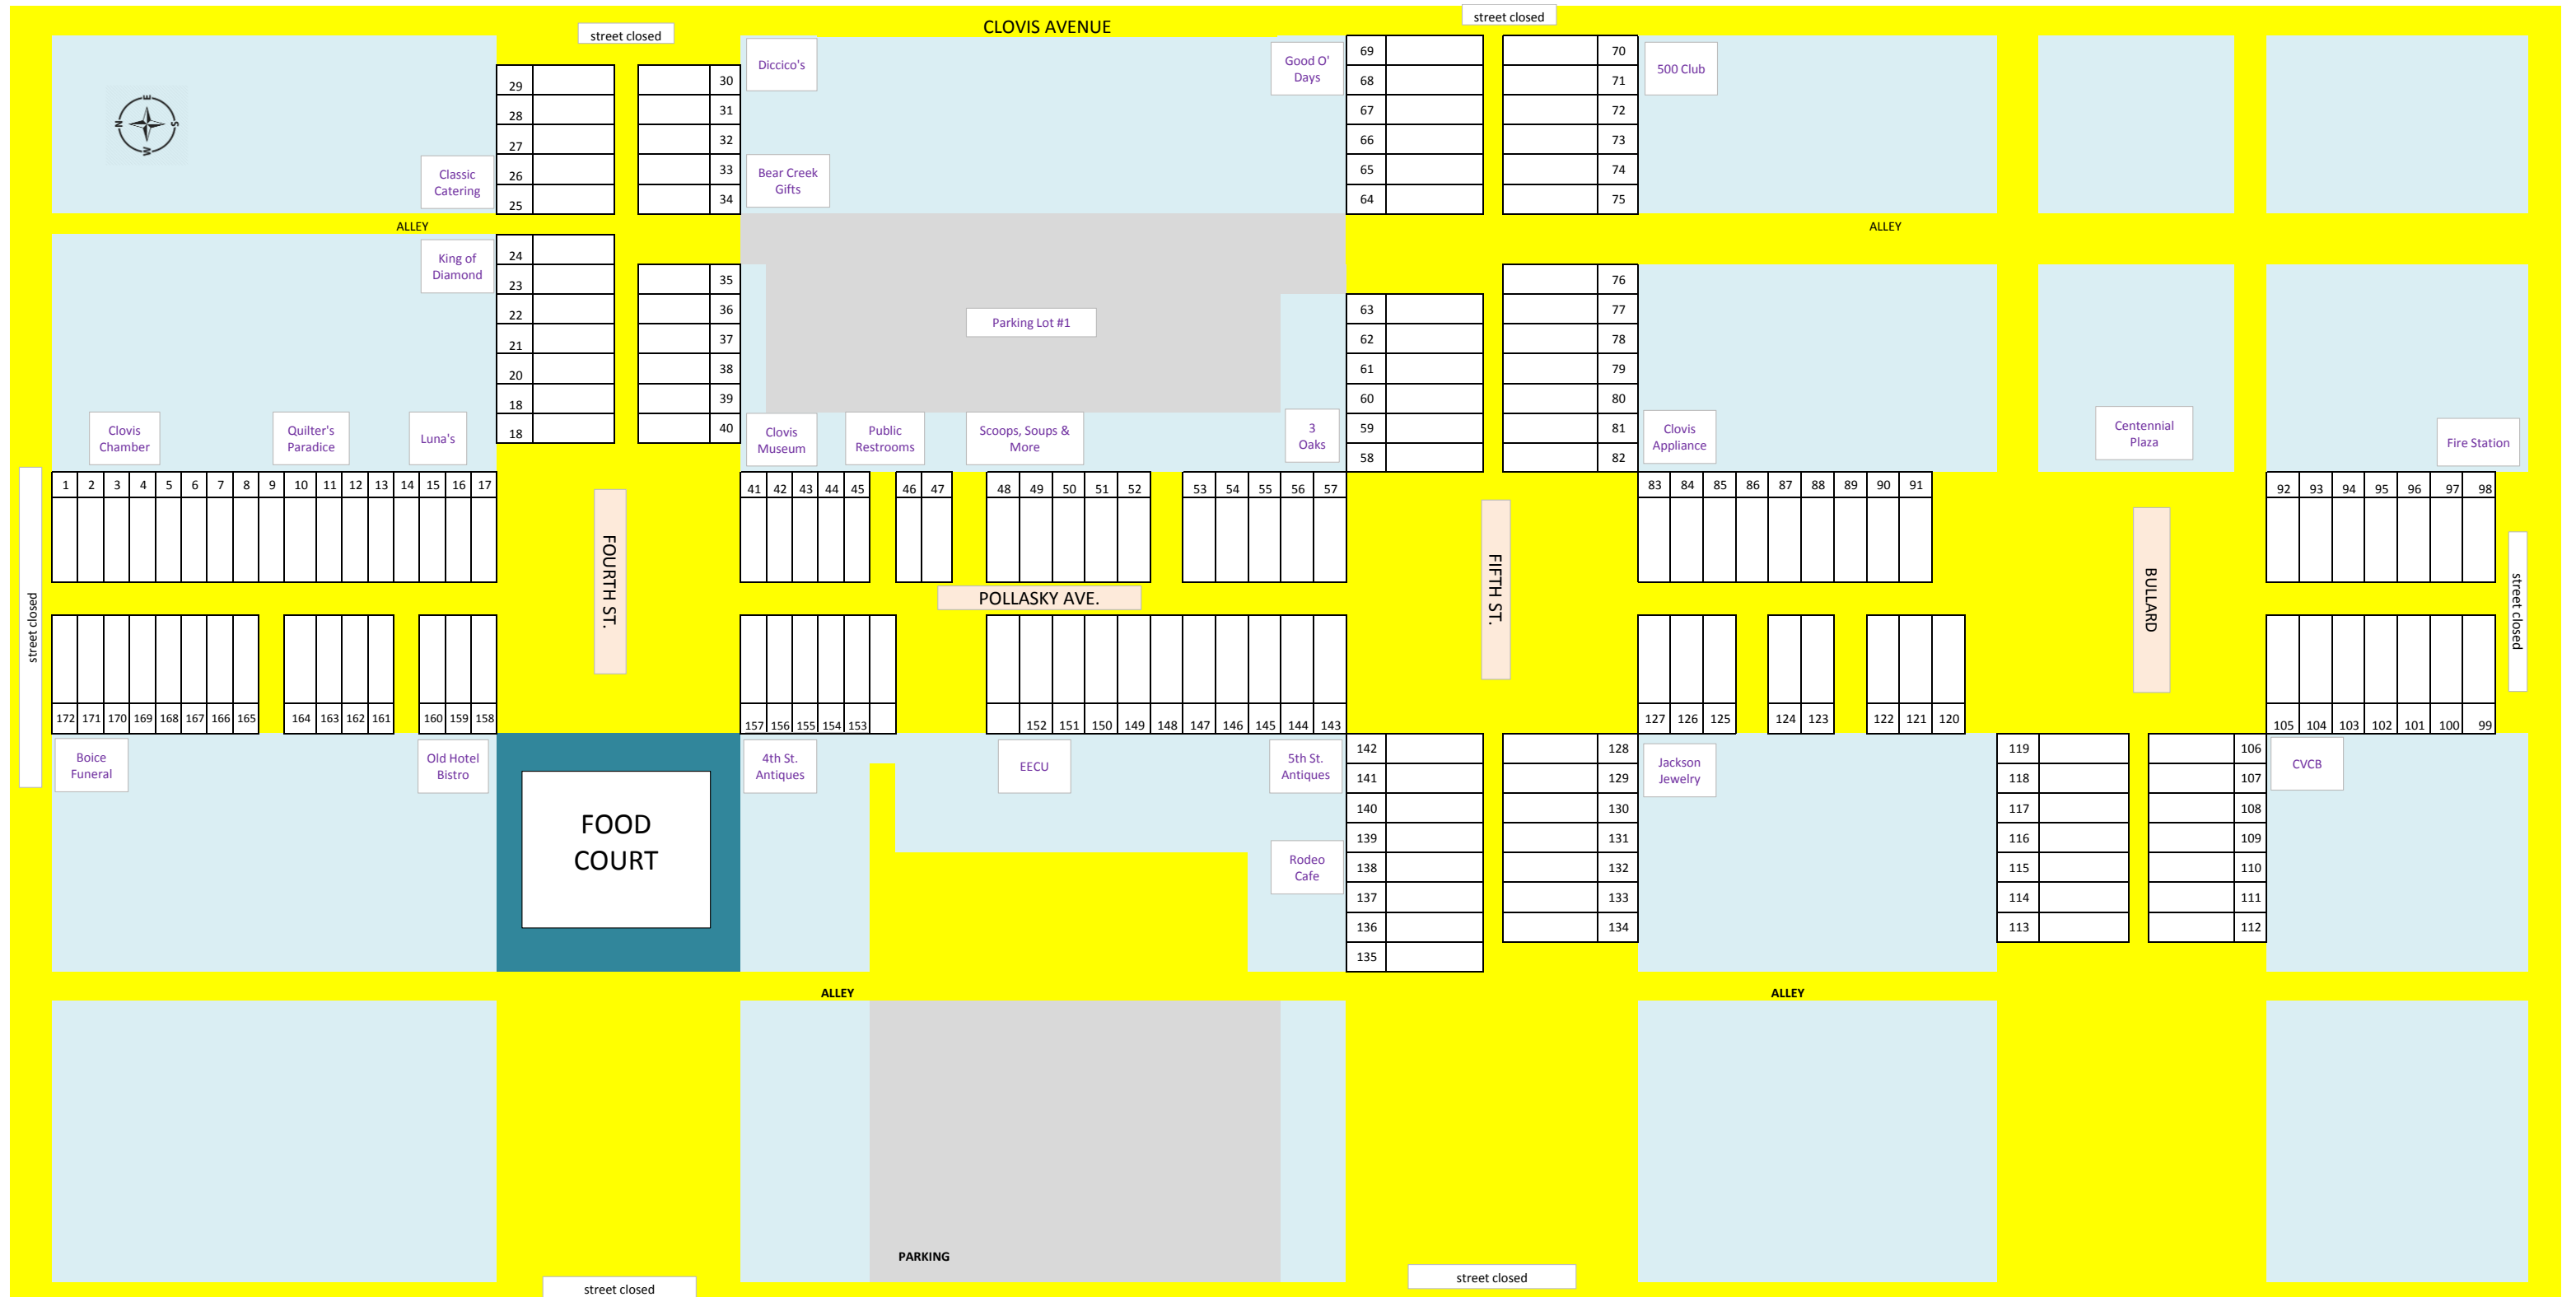 CLOVIS AVENUE
street closed
street closed
Diccico's
Good O'
Days
500 Club
69
68
67
66
65
64
70
71
72
73
74
75
29
28
27
26
25
30
31
32
33
34
E
N
S
W
Classic
Catering
Bear Creek
Gifts
ALLEY
ALLEY
King of
Diamond
24
23
22
21
20
18
18
35
36
37
38
39
40
Parking Lot #1
63
62
61
60
59
58
76
77
78
79
80
81
82
Clovis
Chamber
Quilter's
Paradice
Luna's
Clovis
Museum
Public
Restrooms
Scoops, Soups &
More
3
Oaks
Clovis
Appliance
Centennial
Plaza
Fire Station
1 2 3 4 5 6 7 8 9 10 11 12 13 14 15 16 17
41 42 43 44 45
46 47
48 49 50 51 52
53 54 55 56 57
83 84 85 86 87 88 89 90 91
92 93 94 95 96 97 98
street closed
FOURTH ST.
POLLASKY AVE.
FIFTH ST.
BULLARD
street closed
172 171 170 169 168 167 166 165
164 163 162 161
160 159 158
157 156 155 154 153
152 151 150 149 148 147 146 145 144 143
127 126 125
124 123
122 121 120
105 104 103 102 101 100 99
Boice
Funeral
Old Hotel
Bistro
FOOD
COURT
4th St.
Antiques
EECU
5th St.
Antiques
Rodeo
Cafe
142
141
140
139
138
137
136
135
128
129
130
131
132
133
134
Jackson
Jewelry
119
118
117
116
115
114
113
106
107
108
109
110
111
112
CVCB
ALLEY
ALLEY
PARKING
street closed
street closed